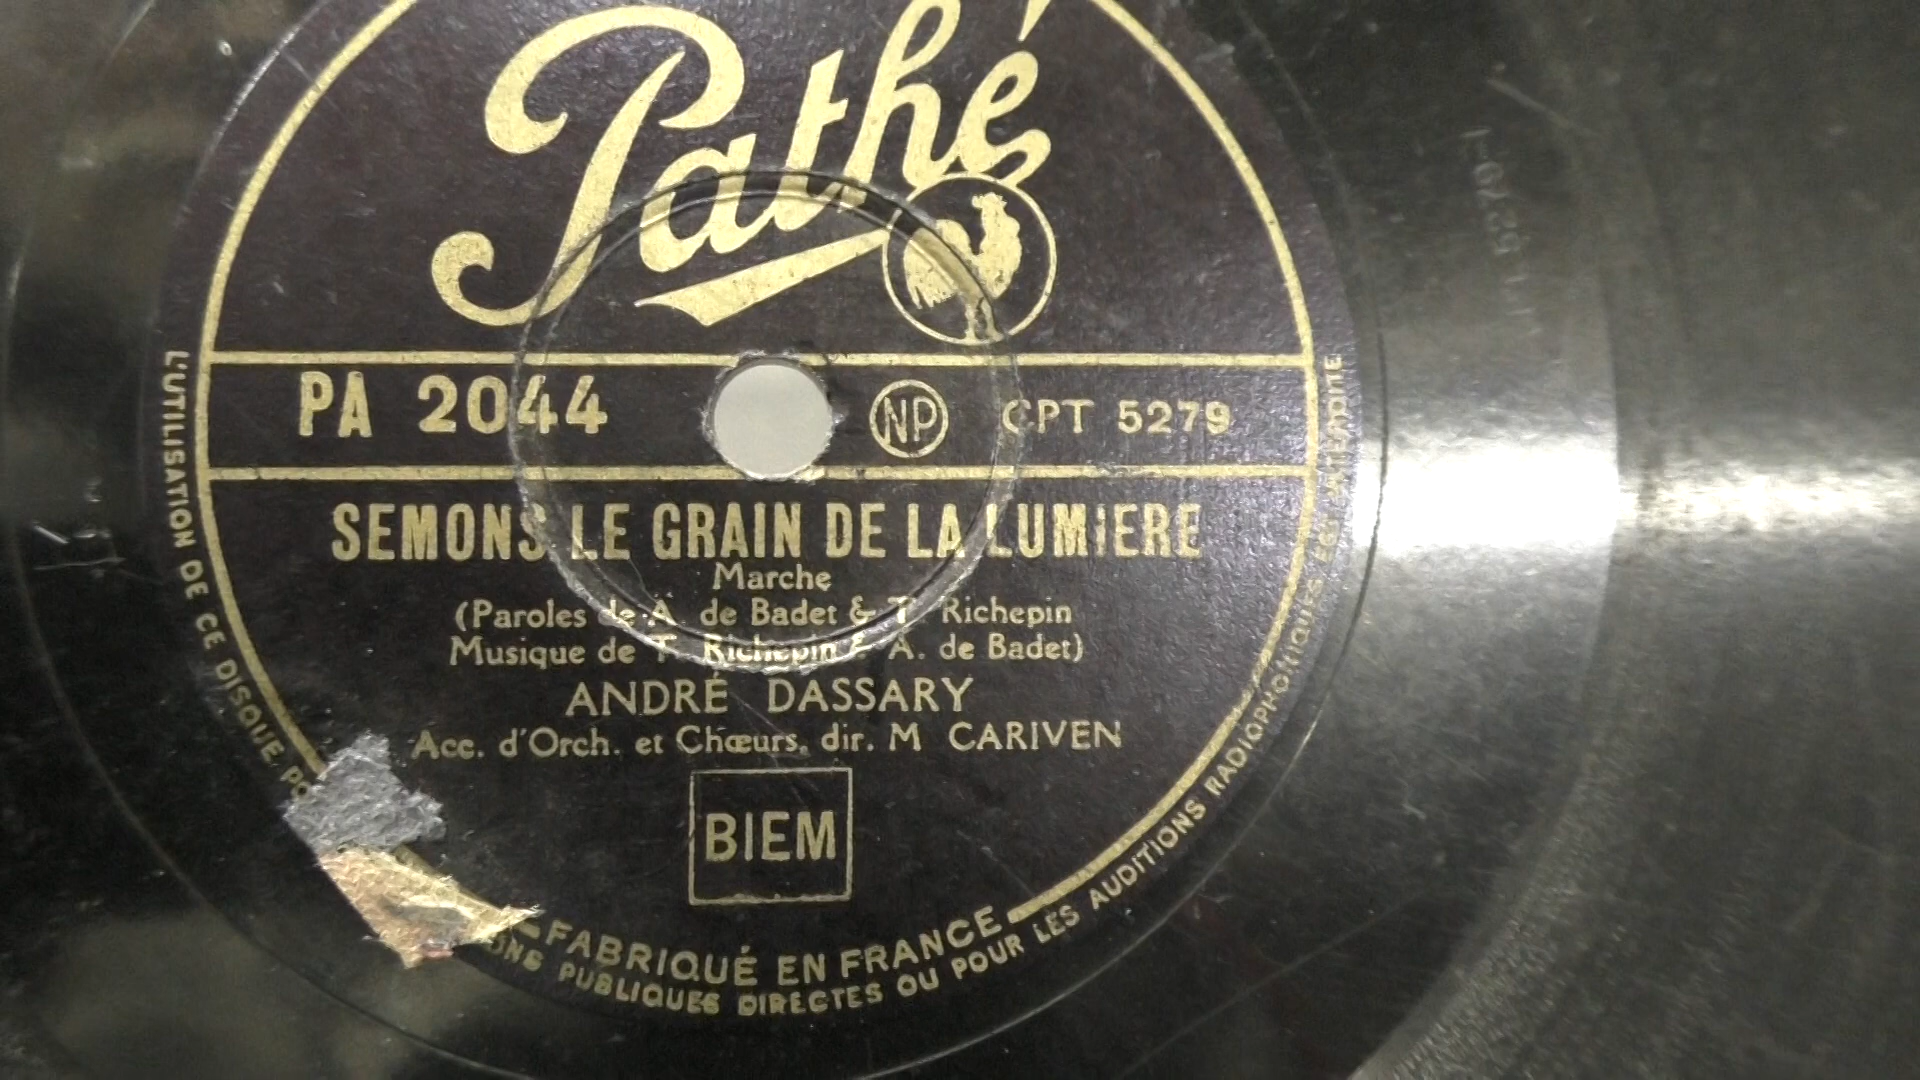 Pathé
PA 2044 NP CPT 5279
SEMONS LE GRAIN DE LA LUMIERE
Marche
(Paroles de A. de Badet & T. Richepin
Musique de T. Richepin & A. de Badet)
ANDRÉ DASSARY
Acc. d'Orch. et Chœurs, dir. M CARIVEN
BIEM
FABRIQUÉ EN FRANCE
L'UTILISATION DE CE DISQUE PUBLIQUES DIRECTES OU POUR LES AUDITIONS RADIOPHONIQUES EST INTERDITE